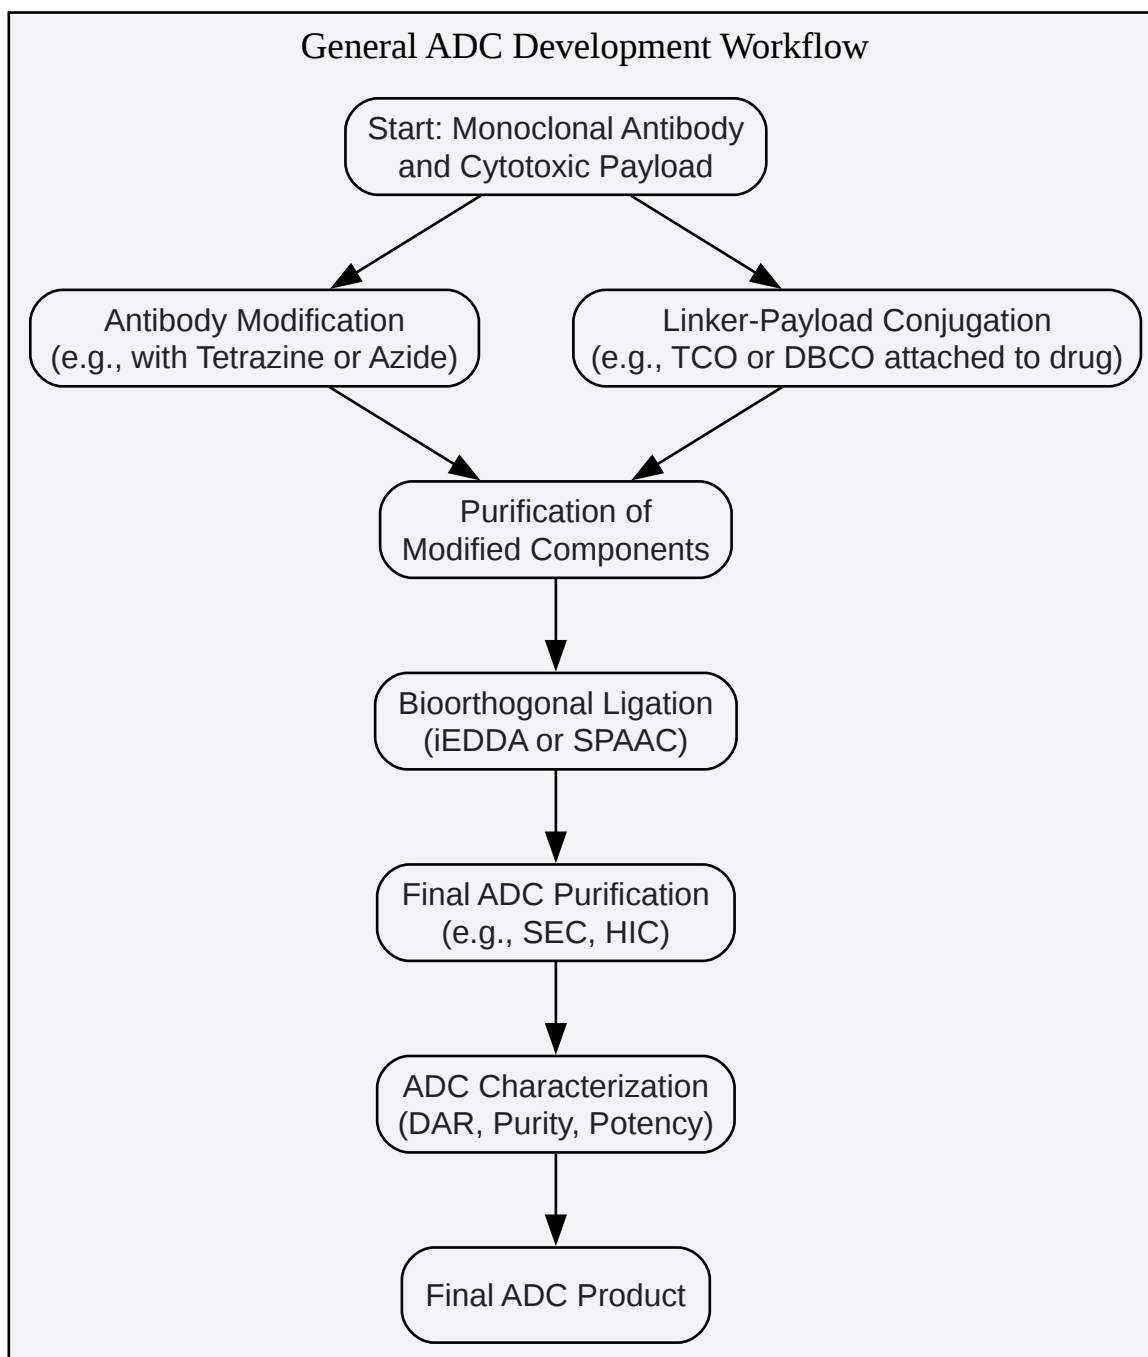 General ADC Development Workflow
Start: Monoclonal Antibody
and Cytotoxic Payload
Antibody Modification
(e.g., with Tetrazine or Azide)
Linker-Payload Conjugation
(e.g., TCO or DBCO attached to drug)
Purification of
Modified Components
Bioorthogonal Ligation
(iEDDA or SPAAC)
Final ADC Purification
(e.g., SEC, HIC)
ADC Characterization
(DAR, Purity, Potency)
Final ADC Product